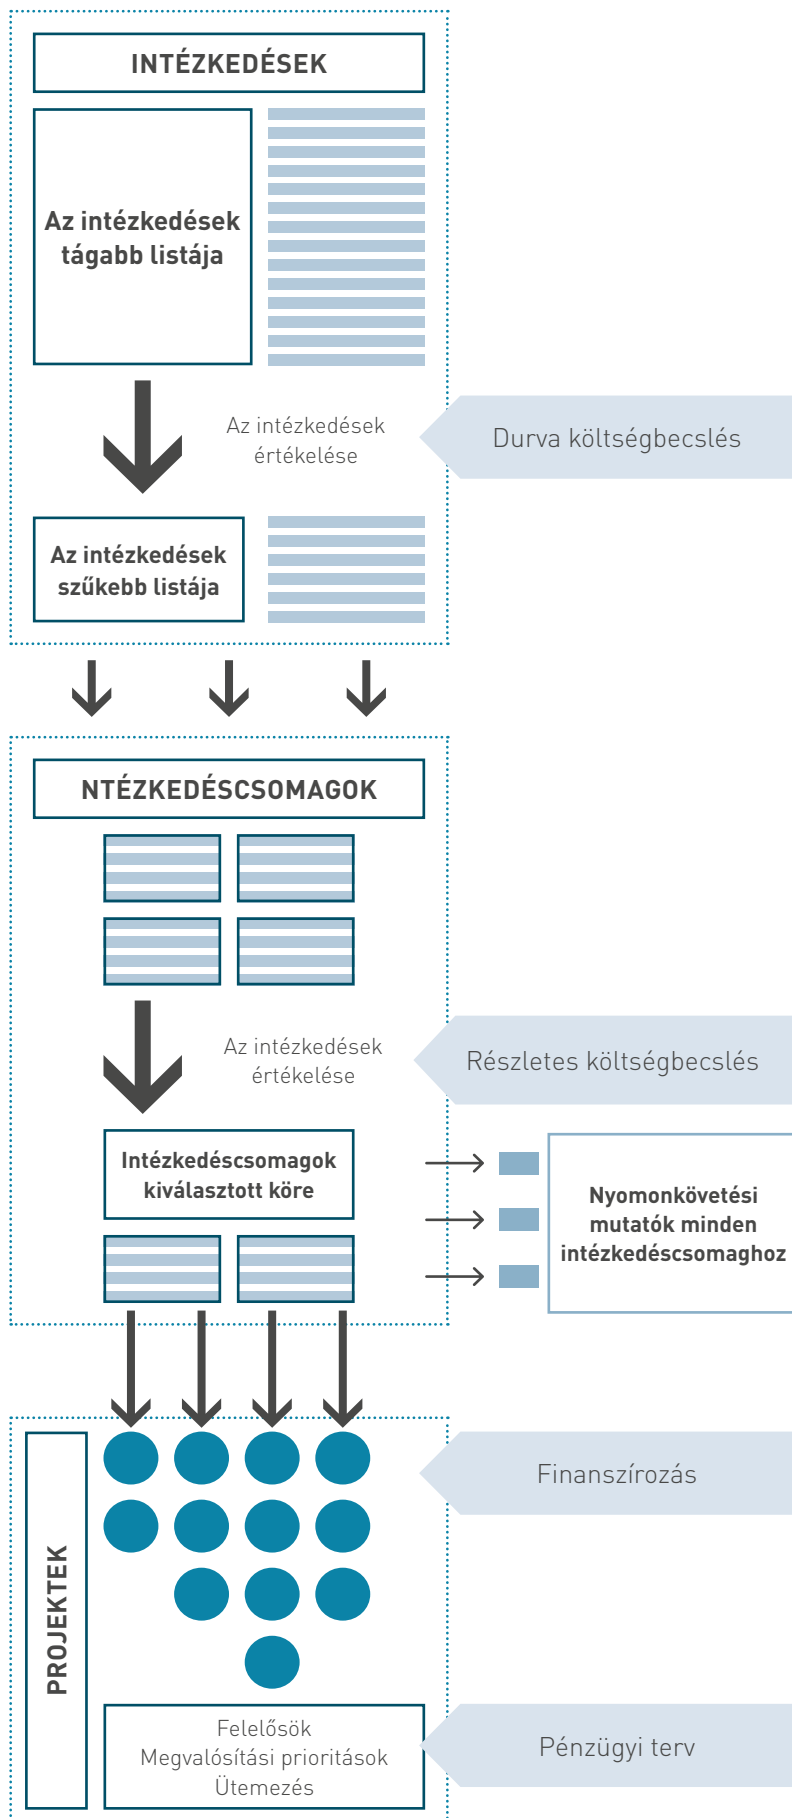 INTÉZKEDÉSEK
Az intézkedések
tágabb listája
Az intézkedések
értékelése
Durva költségbecslés
Az intézkedések
szűkebb listája
NTÉZKEDÉSCSOMAGOK
Az intézkedések
értékelése
Részletes költségbecslés
Intézkedéscsomagok
kiválasztott köre
Nyomonkövetési
mutatók minden
intézkedéscsomaghoz
PROJEKTEK
Finanszírozás
Felelősök
Megvalósítási prioritások
Ütemezés
Pénzügyi terv